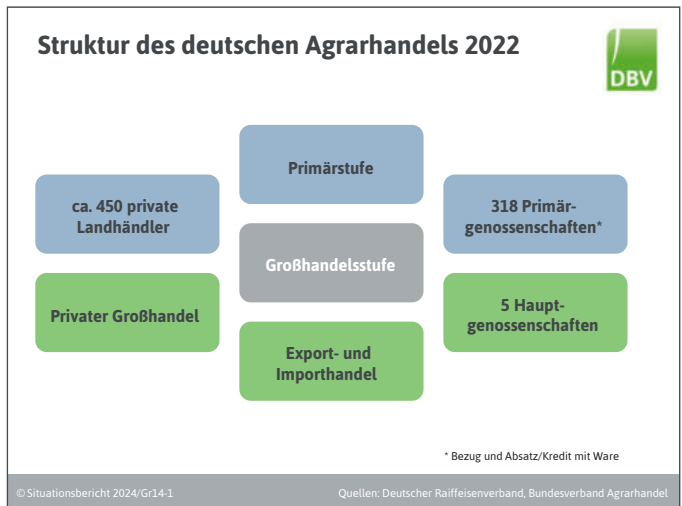 Struktur des deutschen Agrarhandels 2022
DBV
Primärstufe
ca. 450 private
Landhändler
318 Primär-
genossenschaften*
Großhandelsstufe
Privater Großhandel
5 Haupt-
genossenschaften
Export- und
Importhandel
* Bezug und Absatz/Kredit mit Ware
© Situationsbericht 2024/Gr14-1
Quellen: Deutscher Raiffeisenverband, Bundesverband Agrarhandel